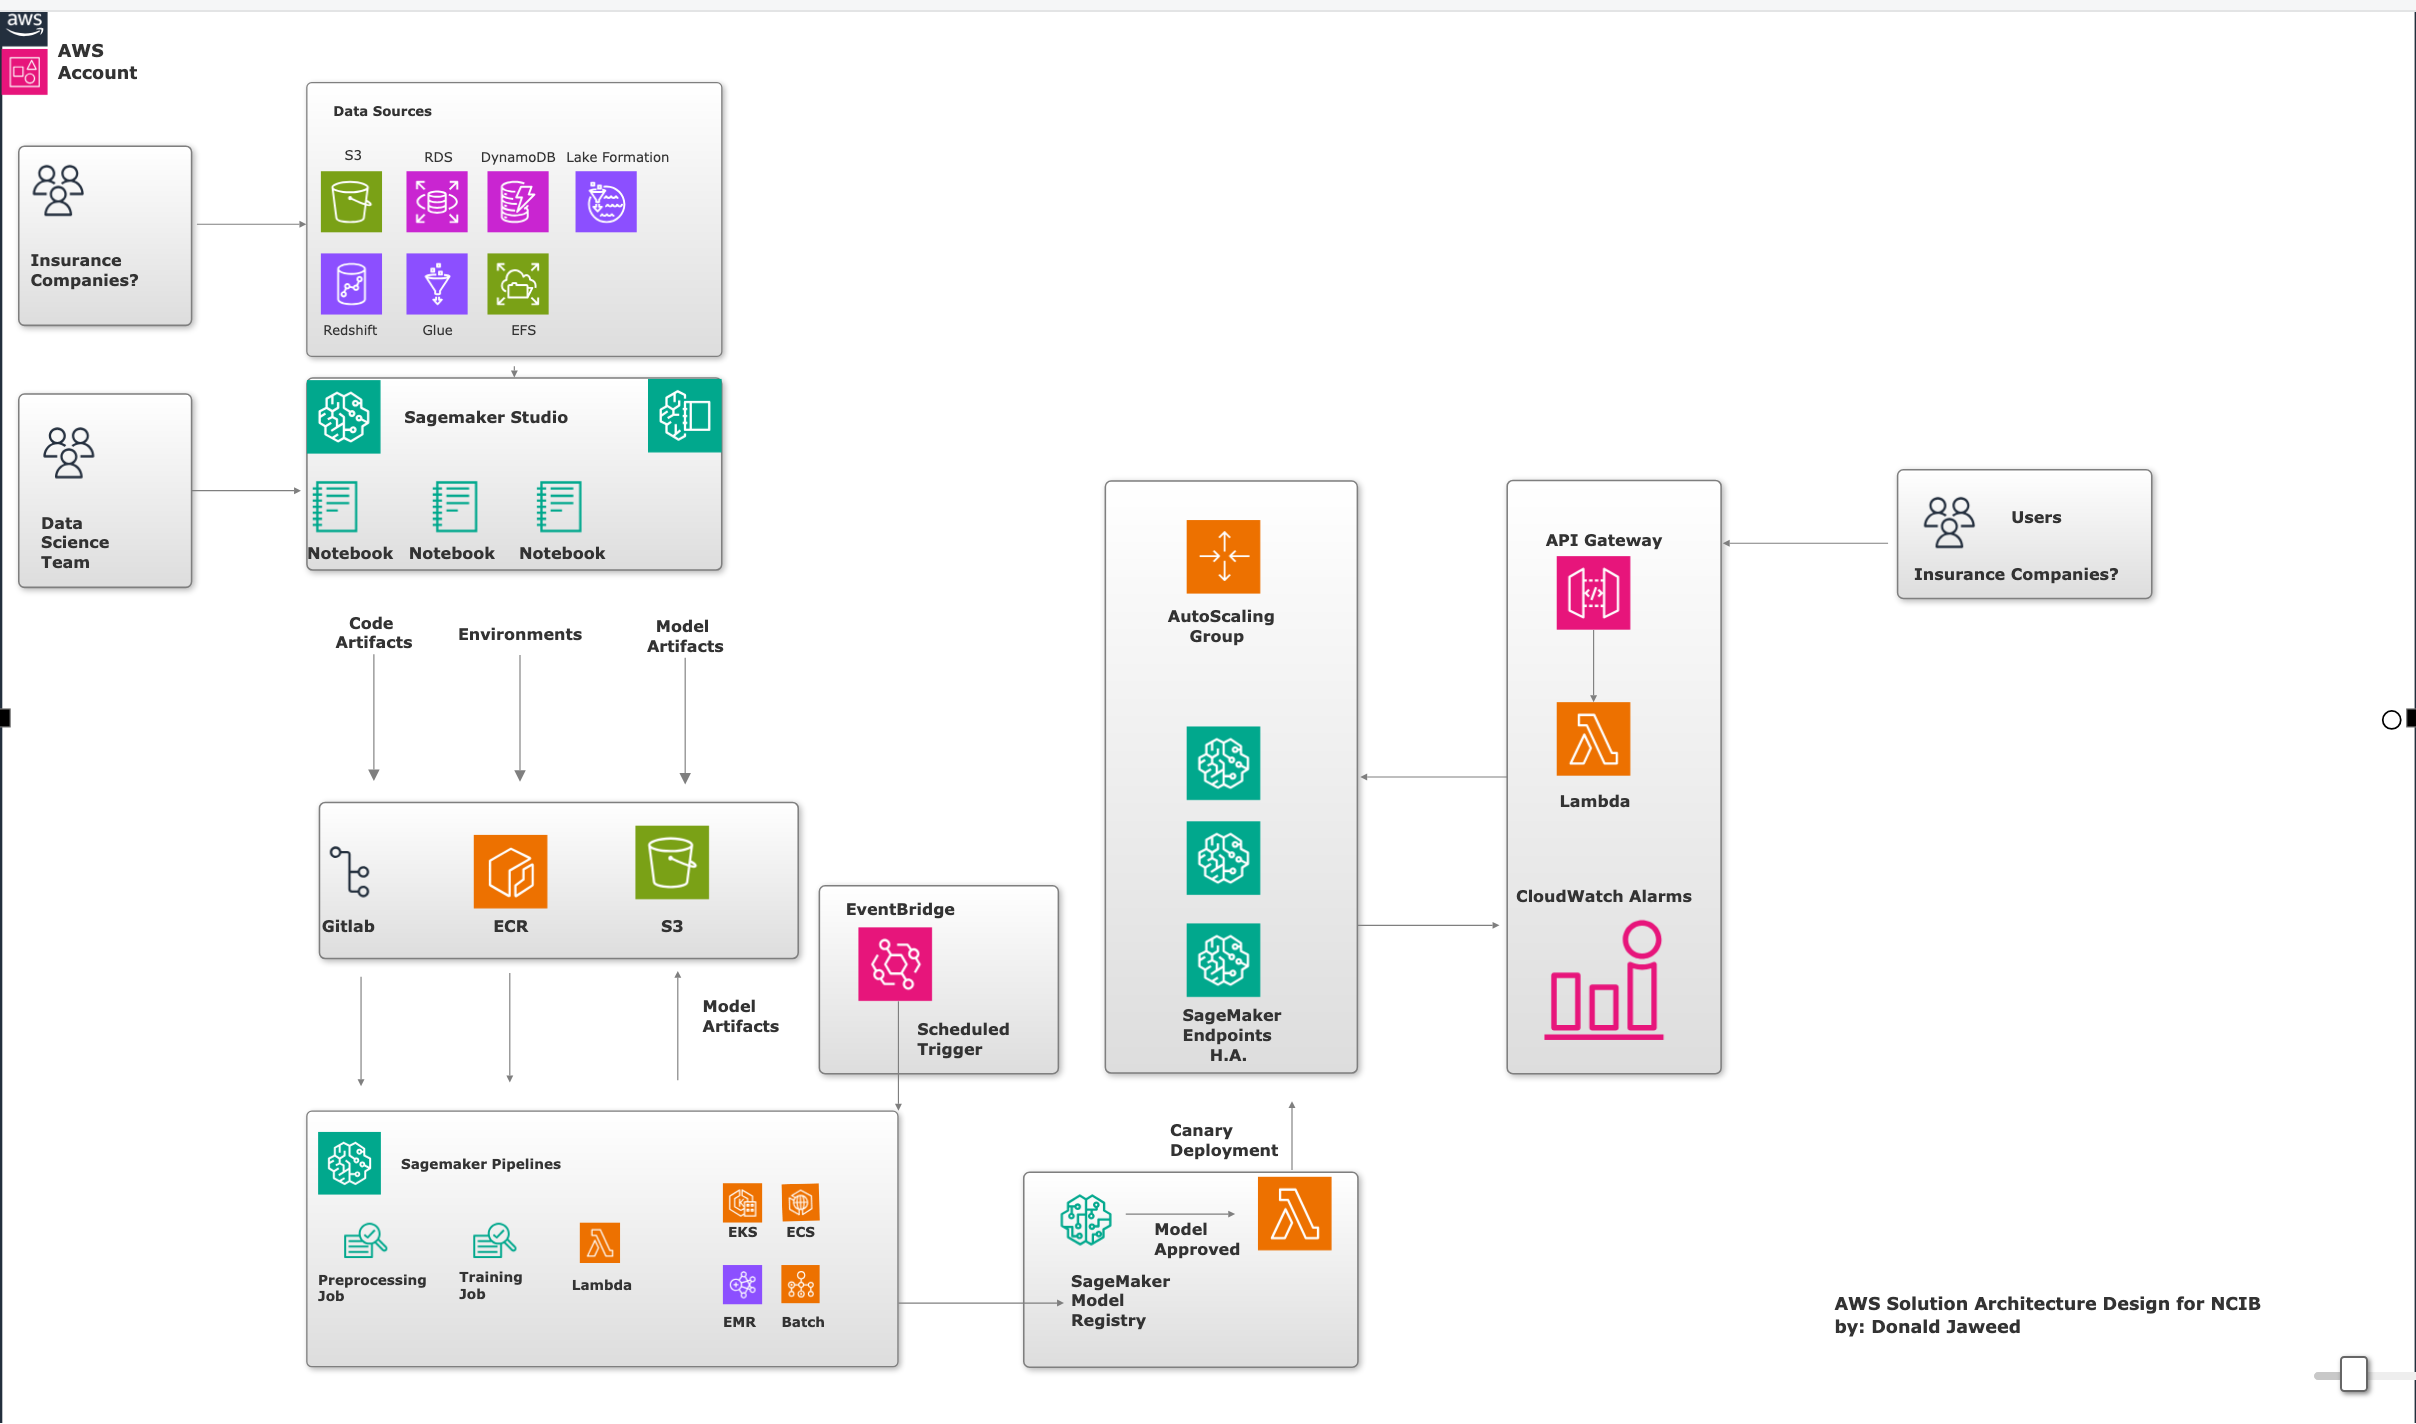 aws
AWS
Account
Data Sources
S3
RDS
DynamoDB
Lake Formation
Redshift
Glue
EFS
Insurance
Companies?
Sagemaker Studio
Notebook
Notebook
Notebook
Data
Science
Team
Code
Artifacts
Environments
Model
Artifacts
Gitlab
ECR
S3
Model
Artifacts
EventBridge
Scheduled
Trigger
Sagemaker Pipelines
Preprocessing
Job
Training
Job
Lambda
EKS
ECS
EMR
Batch
Model
Approved
SageMaker
Model
Registry
Canary
Deployment
AutoScaling
Group
SageMaker
Endpoints
H.A.
API Gateway
Lambda
CloudWatch Alarms
Users
Insurance Companies?
AWS Solution Architecture Design for NCIB
by: Donald Jaweed